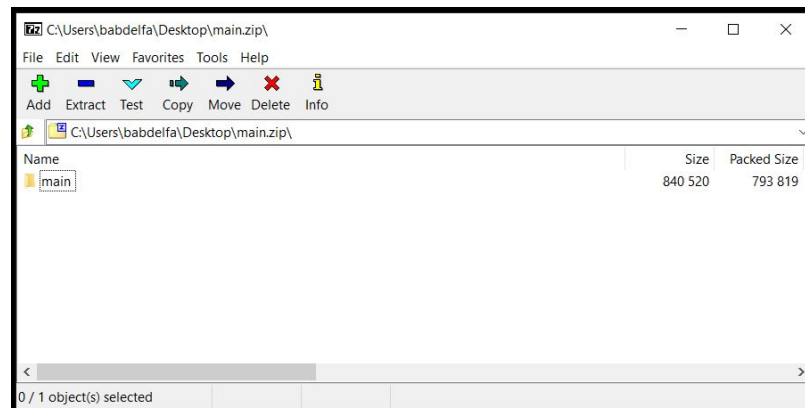 7z C:\Users\babdelfa\Desktop\main.zip\
File Edit View Favorites Tools Help
Add Extract Test Copy Move Delete Info
C:\Users\babdelfa\Desktop\main.zip\
Name Size Packed Size
main 840 520 793 819
0 / 1 object(s) selected